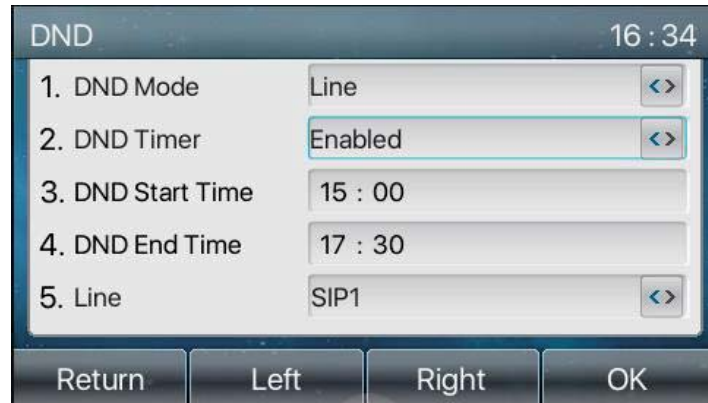 DND 16 : 34
1. DND Mode Line
2. DND Timer Enabled
3. DND Start Time 15 : 00
4. DND End Time 17 : 30
5. Line SIP1
Return Left Right OK